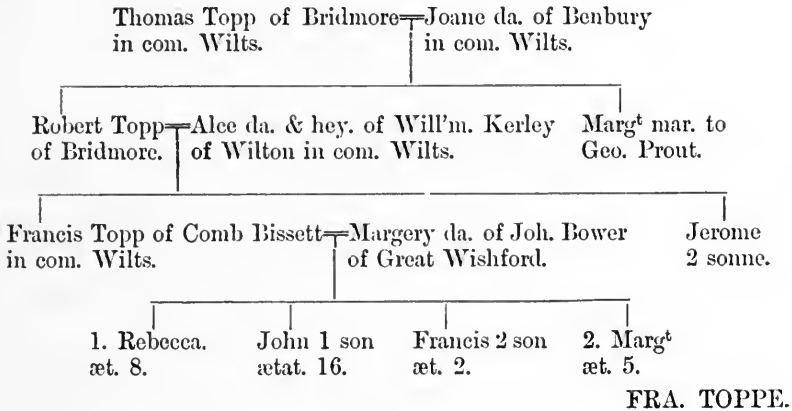 Thomas Topp of Bridmore Joane da. of Benbury
in com. Wilts. in com. Wilts.
Robert Topp Alce da. & hey. of Will'm. Kerley Margᵗ mar. to
of Bridmore. of Wilton in com. Wilts. Geo. Prout.
Francis Topp of Comb Bissett Margery da. of Joh. Bower Jerome
in com. Wilts. of Great Wishford. 2 sonne.
1. Rebecca. John 1 son Francis 2 son 2. Margᵗ
æt. 8. ætat. 16. æt. 2. æt. 5.
FRA. TOPPE.